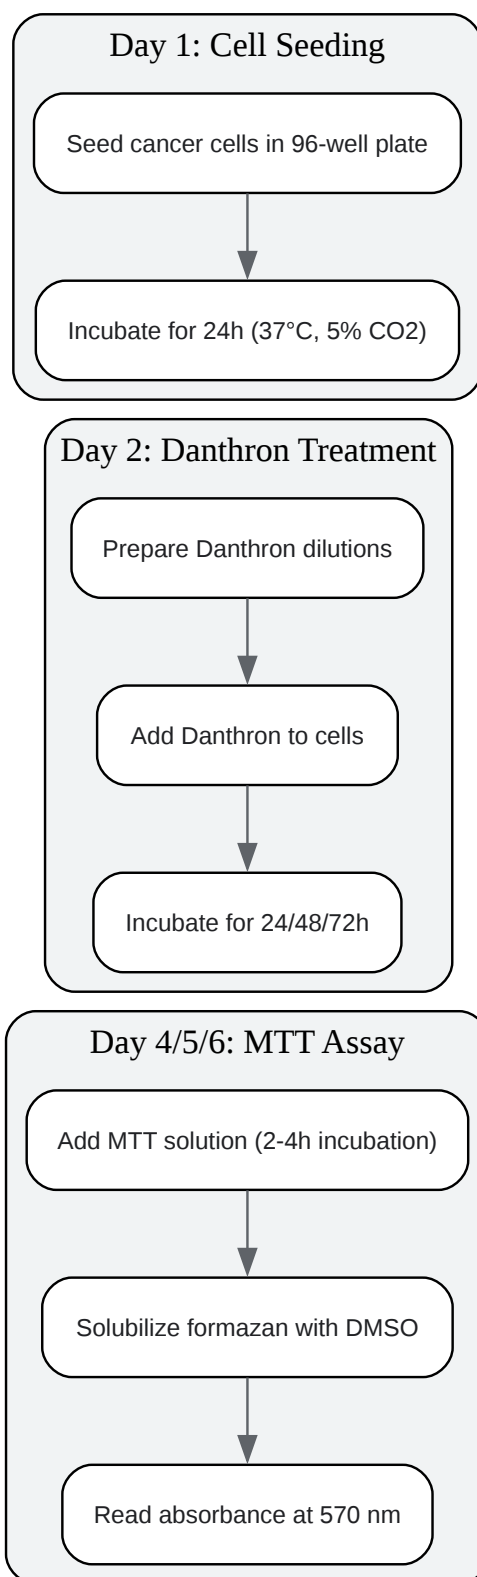 Day 1: Cell Seeding
Seed cancer cells in 96-well plate
Incubate for 24h (37°C, 5% CO2)
Day 2: Danthron Treatment
Prepare Danthron dilutions
Add Danthron to cells
Incubate for 24/48/72h
Day 4/5/6: MTT Assay
Add MTT solution (2-4h incubation)
Solubilize formazan with DMSO
Read absorbance at 570 nm